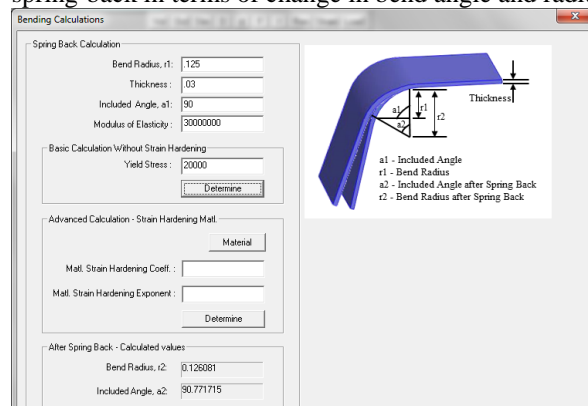 spring back in terms of change in bend angle and radiu
Bending Calculations
Spring Back Calculation
Bend Radius, r1: .125
Thickness : .03
Included Angle, a1: 90
Modulus of Elasticity : 30000000
Basic Calculation Without Strain Hardening
Yield Stress : 20000
Determine
Advanced Calculation - Strain Hardening Matl.
Material
Matl. Strain Hardening Coeff. :
Matl. Strain Hardening Exponent :
Determine
After Spring Back - Calculated values
Bend Radius, r2: 0.126081
Included Angle, a2: 90.771715
Thickness
a1
r1
r2
a2
a1 - Included Angle
r1 - Bend Radius
a2 - Included Angle after Spring Back
r2 - Bend Radius after Spring Back